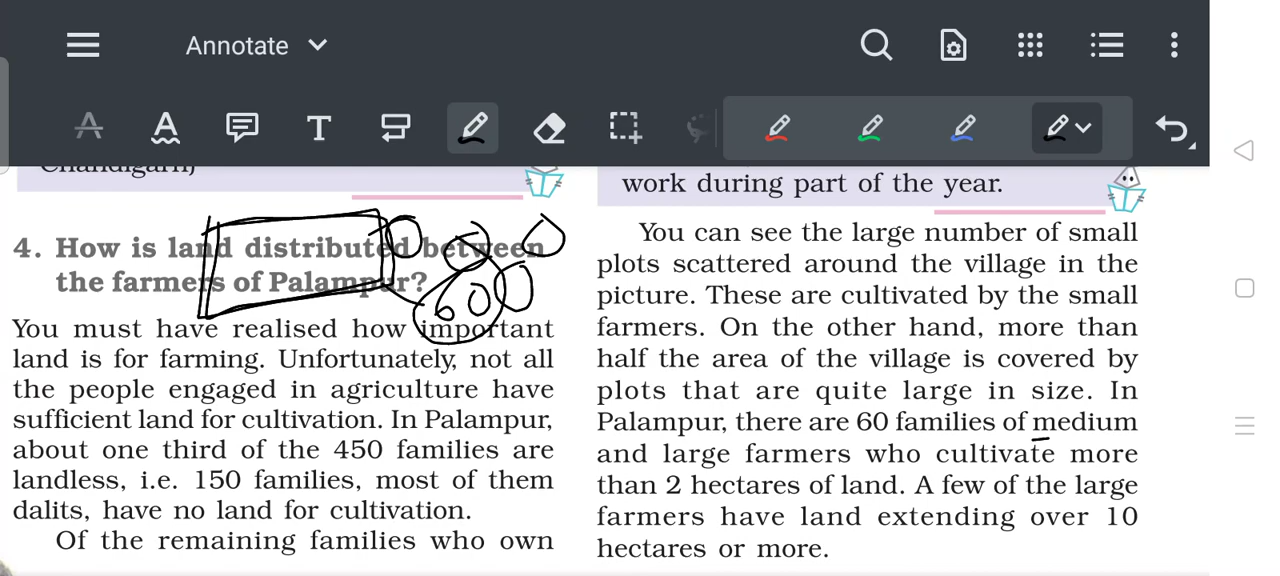 Annotate
T
Chandigarh)
4. How is land distributed between
the farmers of Palampur?
600
You must have realised how important
land is for farming. Unfortunately, not all
the people engaged in agriculture have
sufficient land for cultivation. In Palampur,
about one third of the 450 families are
landless, i.e. 150 families, most of them
dalits, have no land for cultivation.
Of the remaining families who own
work during part of the year.
You can see the large number of small
plots scattered around the village in the
picture. These are cultivated by the small
farmers. On the other hand, more than
half the area of the village is covered by
plots that are quite large in size. In
Palampur, there are 60 families of medium
and large farmers who cultivate more
than 2 hectares of land. A few of the large
farmers have land extending over 10
hectares or more.